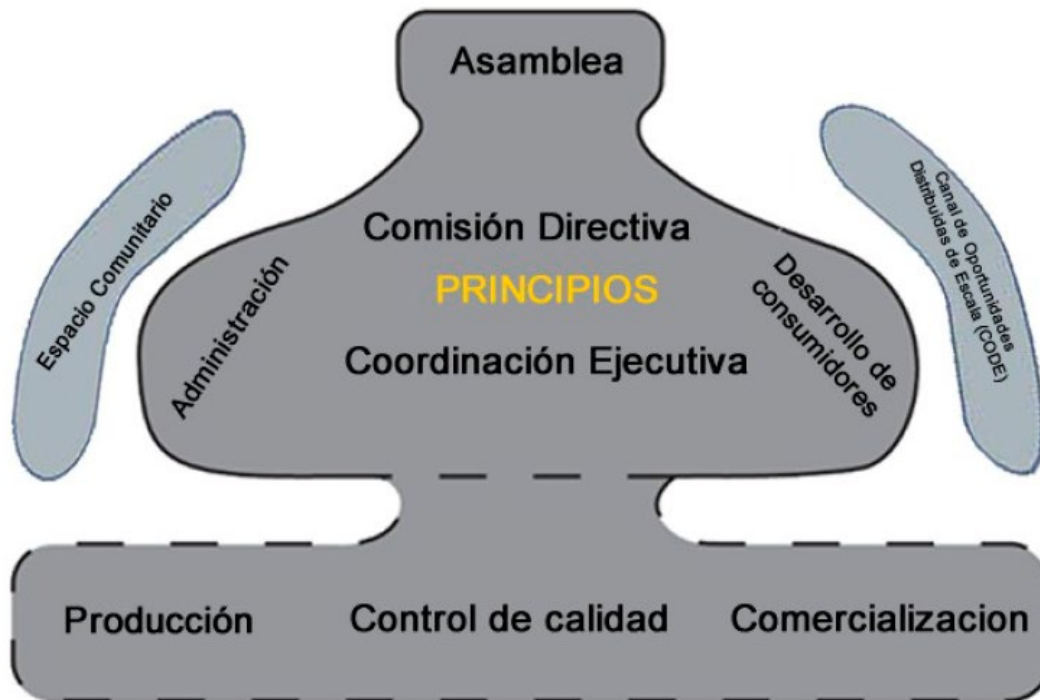 Asamblea
Espacio Comunitario
Administración
Comisión Directiva
PRINCIPIOS
Coordinación Ejecutiva
Desarrollo de
consumidores
Canal de Oportunidades
Distribuidas de Escala (CODE)
Producción
Control de calidad
Comercializacion